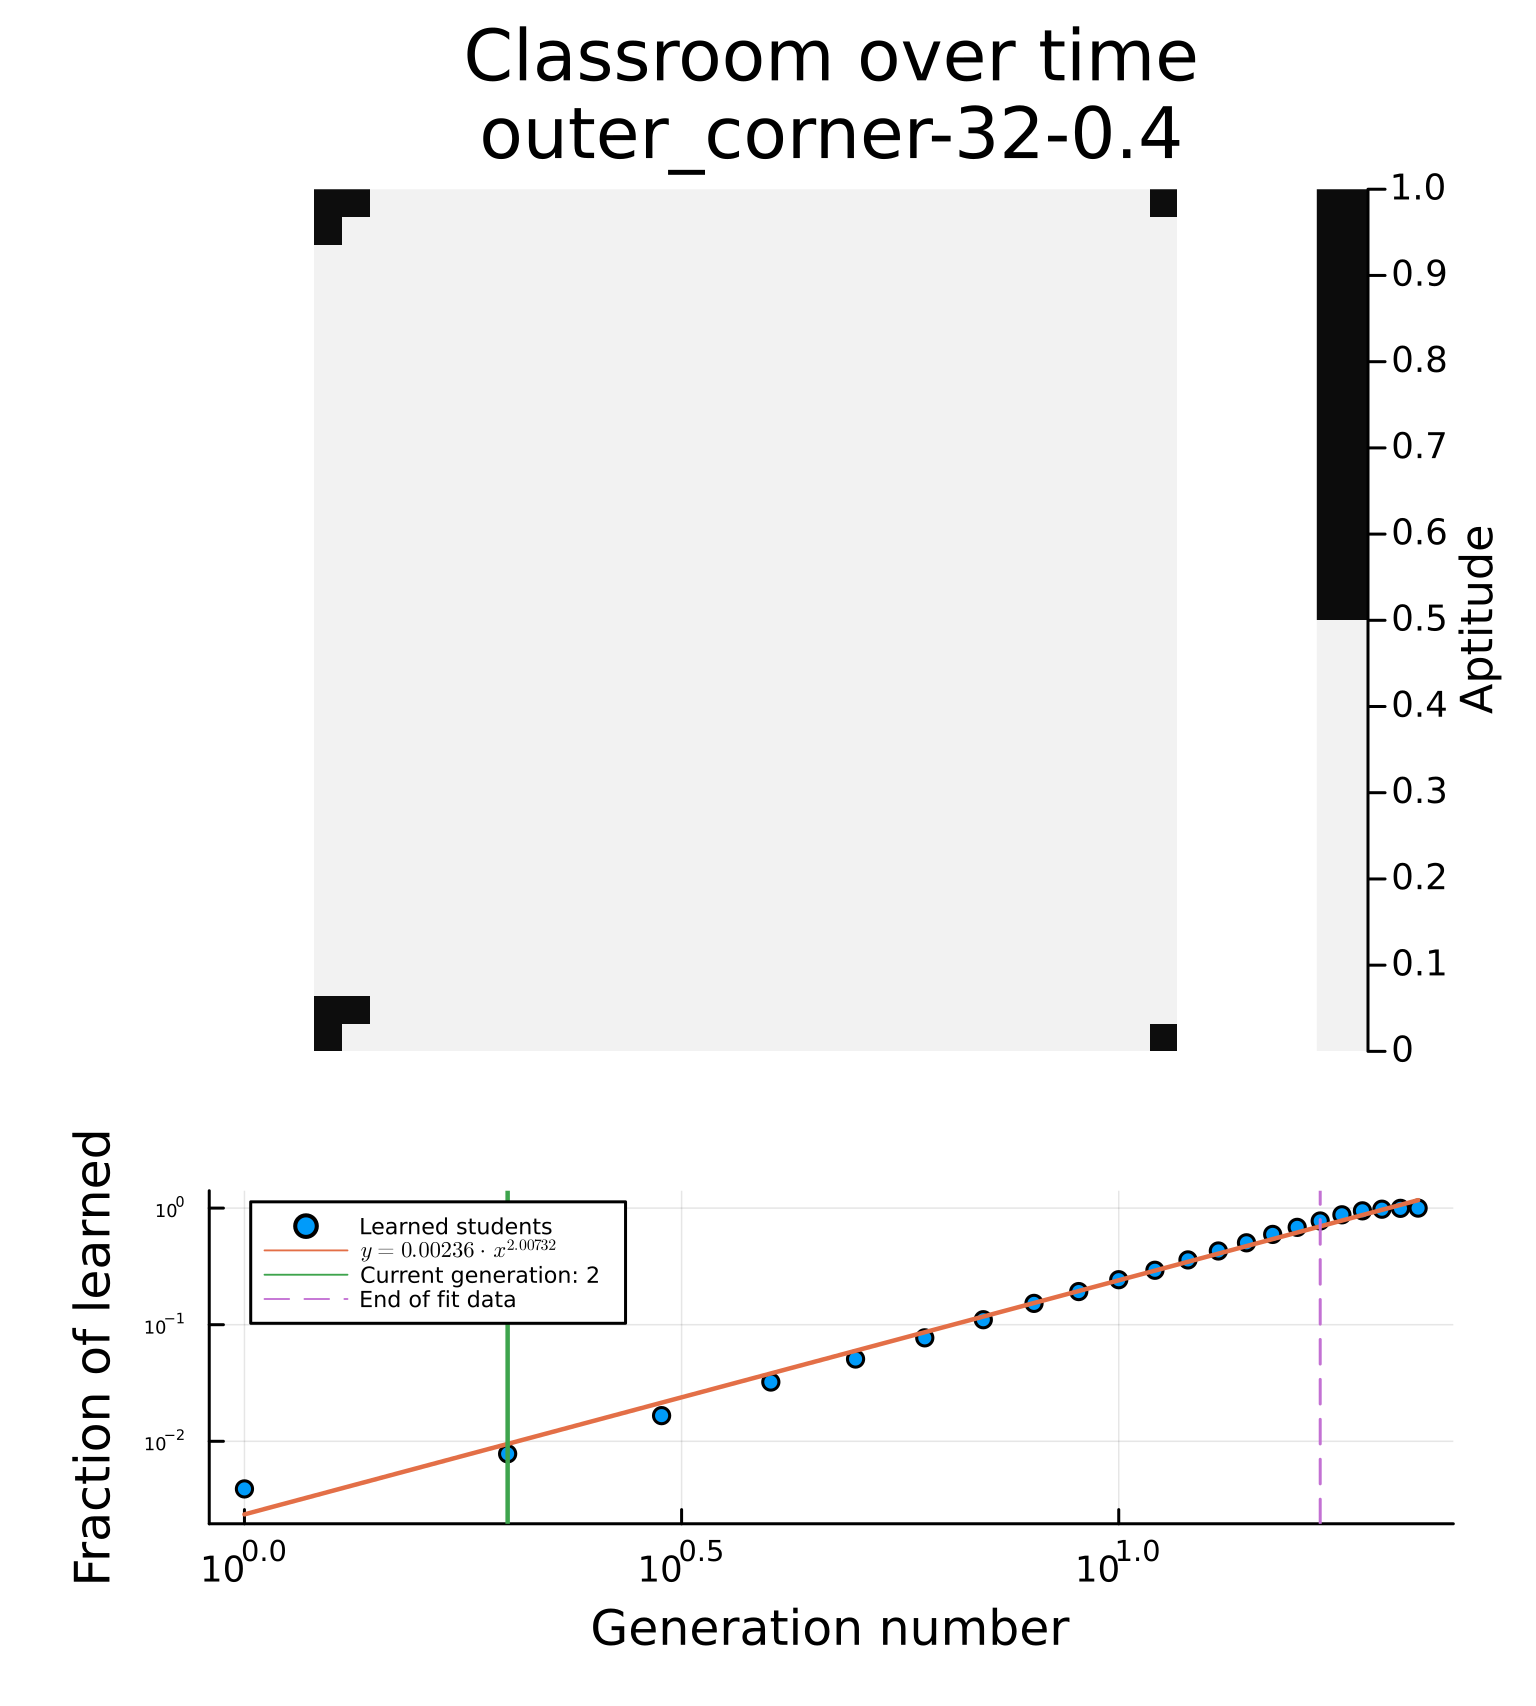 Classroom over time
outer_corner-32-0.4
1.0
0.9
0.8
0.7
0.6
0.5
0.4
0.3
0.2
0.1
0
Aptitude
Fraction of learned
10⁰
10⁻¹
10⁻²
Learned students
y = 0.00236 · x^2.00732
Current generation: 2
End of fit data
10^0.0
10^0.5
10^1.0
Generation number